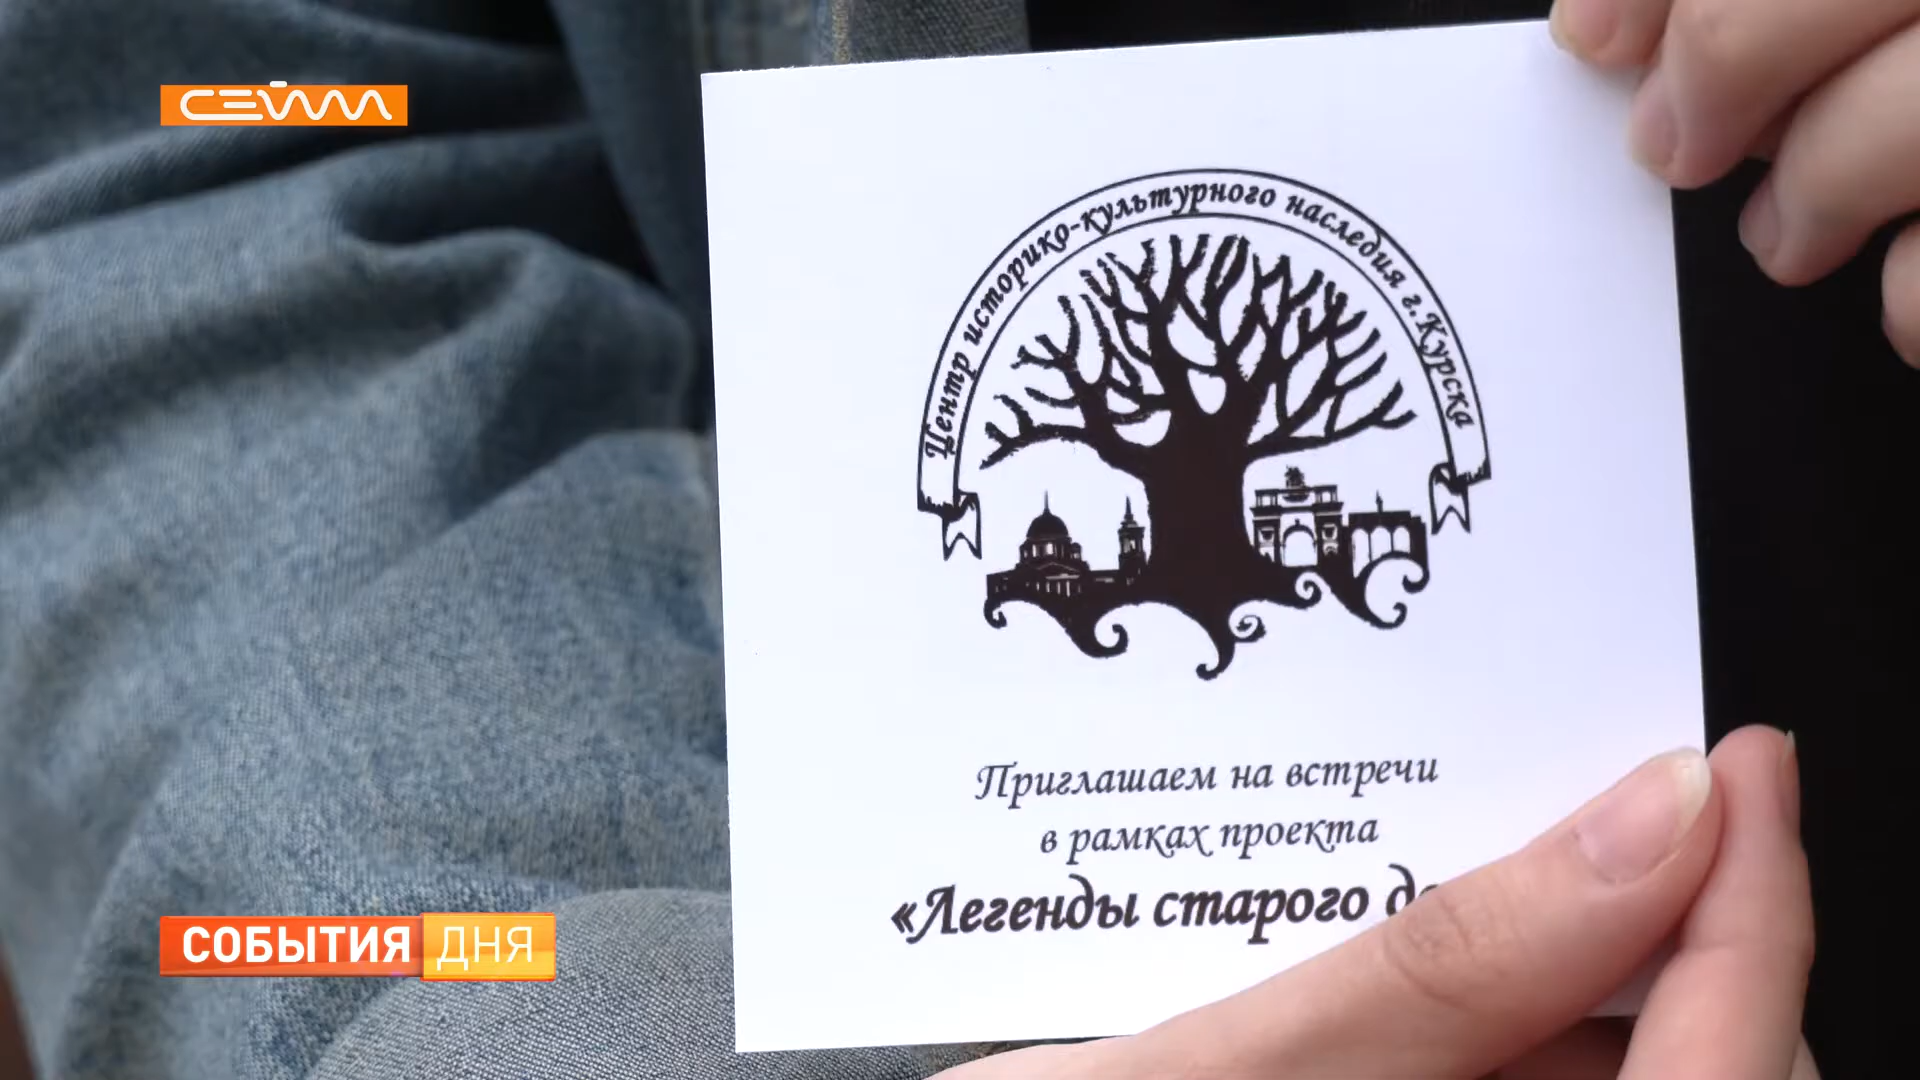 СЕЙМ
Центр историко-культурного наследия г. Курска
Приглашаем на встречи
в рамках проекта
«Легенды старого
СОБЫТИЯ ДНЯ